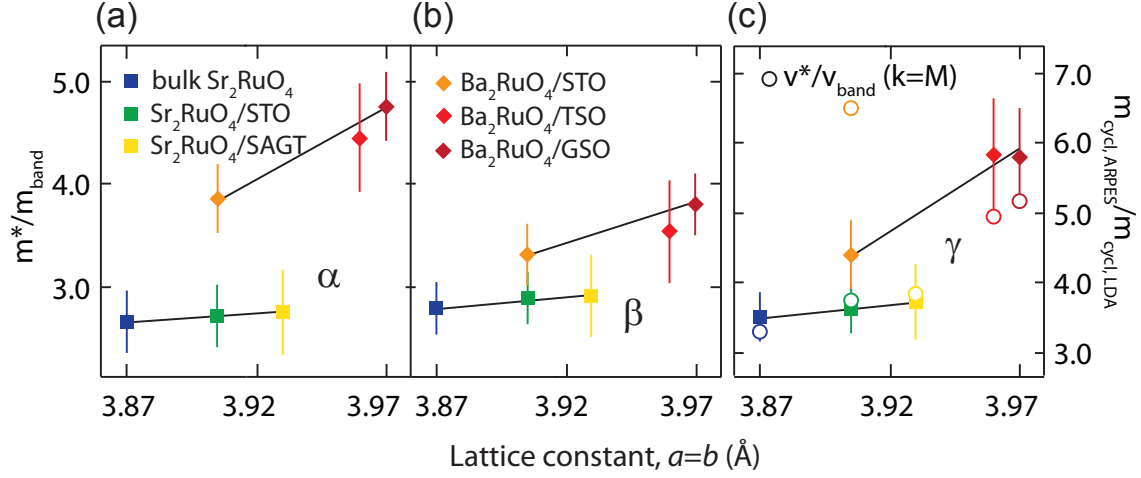 (a) (b) (c)
5.0
4.0
3.0
m*/m_band
bulk Sr₂RuO₄
Sr₂RuO₄/STO
Sr₂RuO₄/SAGT
α
Ba₂RuO₄/STO
Ba₂RuO₄/TSO
Ba₂RuO₄/GSO
β
v*/v_band (k=M)
γ
7.0
6.0
5.0
4.0
3.0
m_cycl,ARPES/m_cycl,LDA
3.87 3.92 3.97 3.87 3.92 3.97 3.87 3.92 3.97
Lattice constant, a=b (Å)